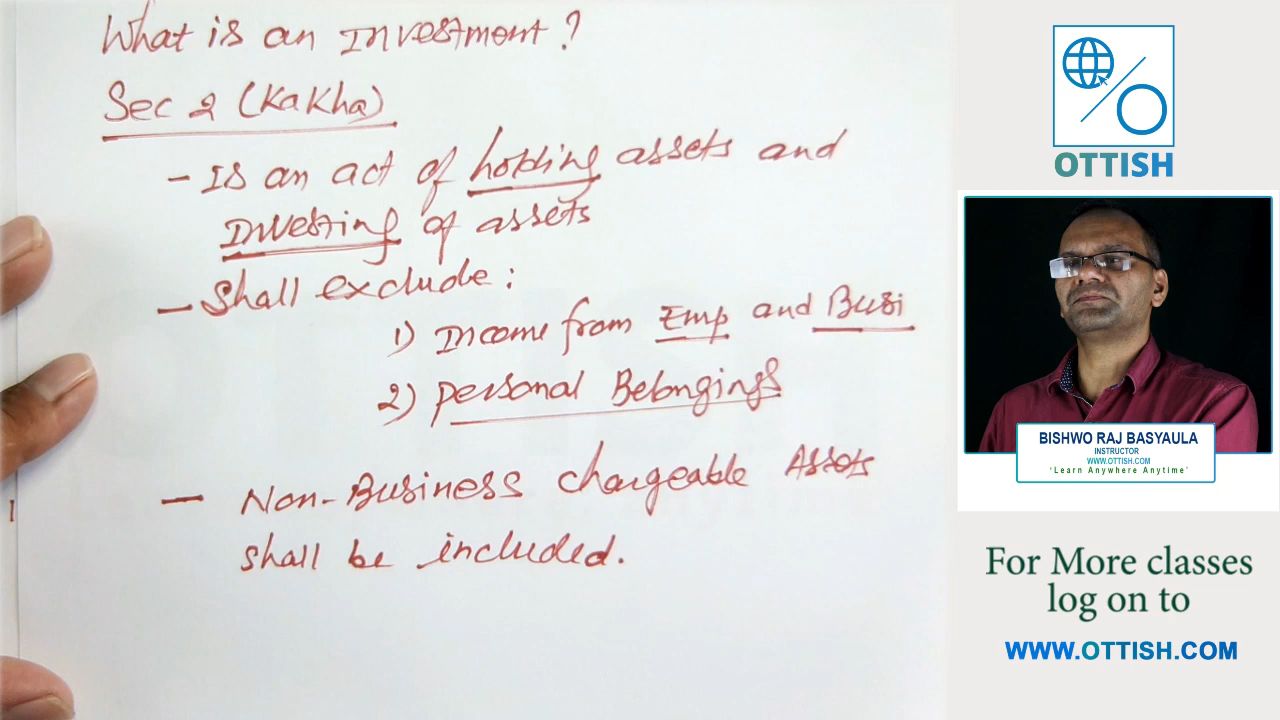 What is an Investment?
Sec 2 (KaKha)
- Is an act of holding assets and
Investing of assets
- Shall exclude:
1) Income from Emp and Busi
2) Personal Belongings
- Non-Business chargeable Assets
shall be included.
OTTISH
BISHWO RAJ BASYAULA
INSTRUCTOR
WWW.OTTISH.COM
'Learn Anywhere Anytime'
For More classes
log on to
WWW.OTTISH.COM